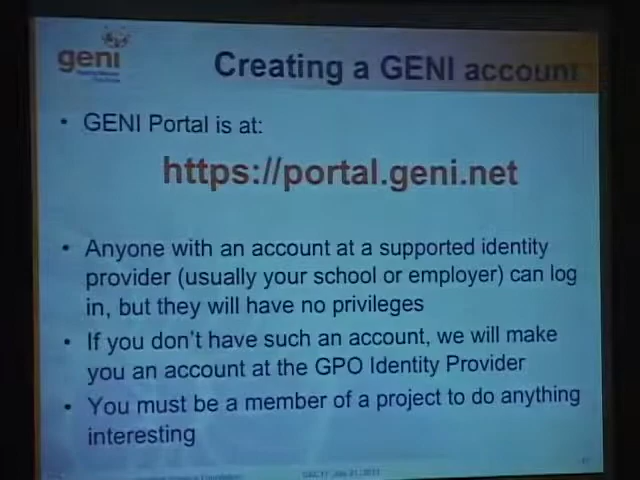 geni
Creating a GENI account
• GENI Portal is at:
https://portal.geni.net
• Anyone with an account at a supported identity
provider (usually your school or employer) can log
in, but they will have no privileges
• If you don't have such an account, we will make
you an account at the GPO Identity Provider
• You must be a member of a project to do anything
interesting